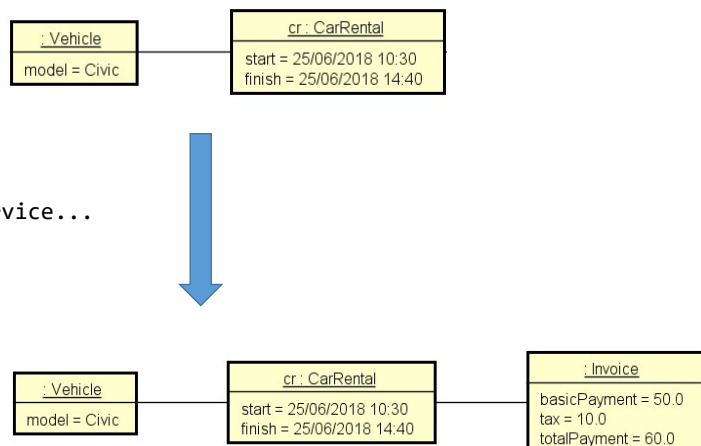 : Vehicle
model = Civic
cr : CarRental
start = 25/06/2018 10:30
finish = 25/06/2018 14:40
: Vehicle
model = Civic
cr : CarRental
start = 25/06/2018 10:30
finish = 25/06/2018 14:40
: Invoice
basicPayment = 50.0
tax = 10.0
totalPayment = 60.0